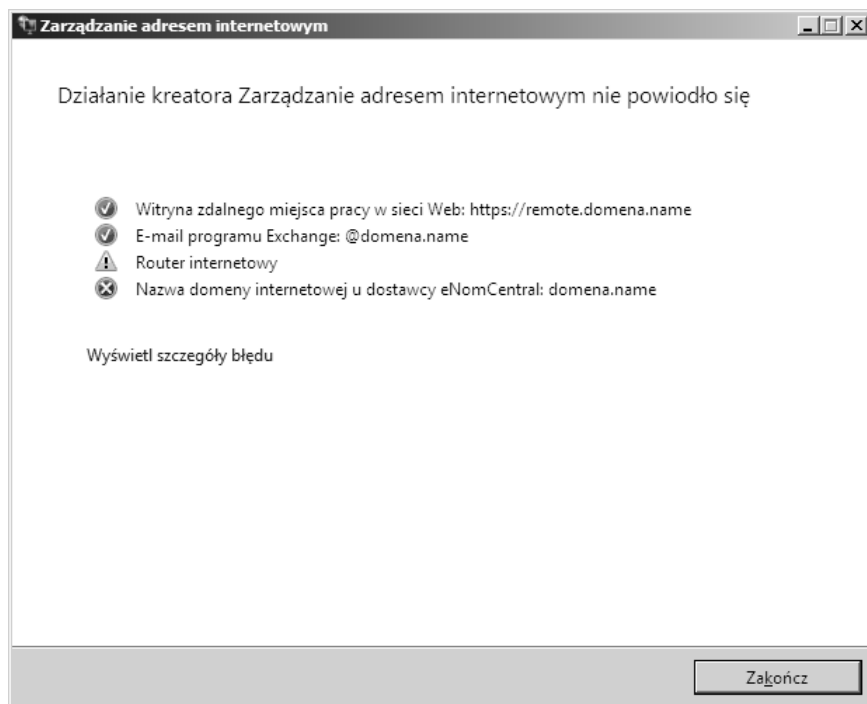 Zarządzanie adresem internetowym
Działanie kreatora Zarządzanie adresem internetowym nie powiodło się
Witryna zdalnego miejsca pracy w sieci Web: https://remote.domena.name
E-mail programu Exchange: @domena.name
Router internetowy
Nazwa domeny internetowej u dostawcy eNomCentral: domena.name
Wyświetl szczegóły błędu
Zakończ